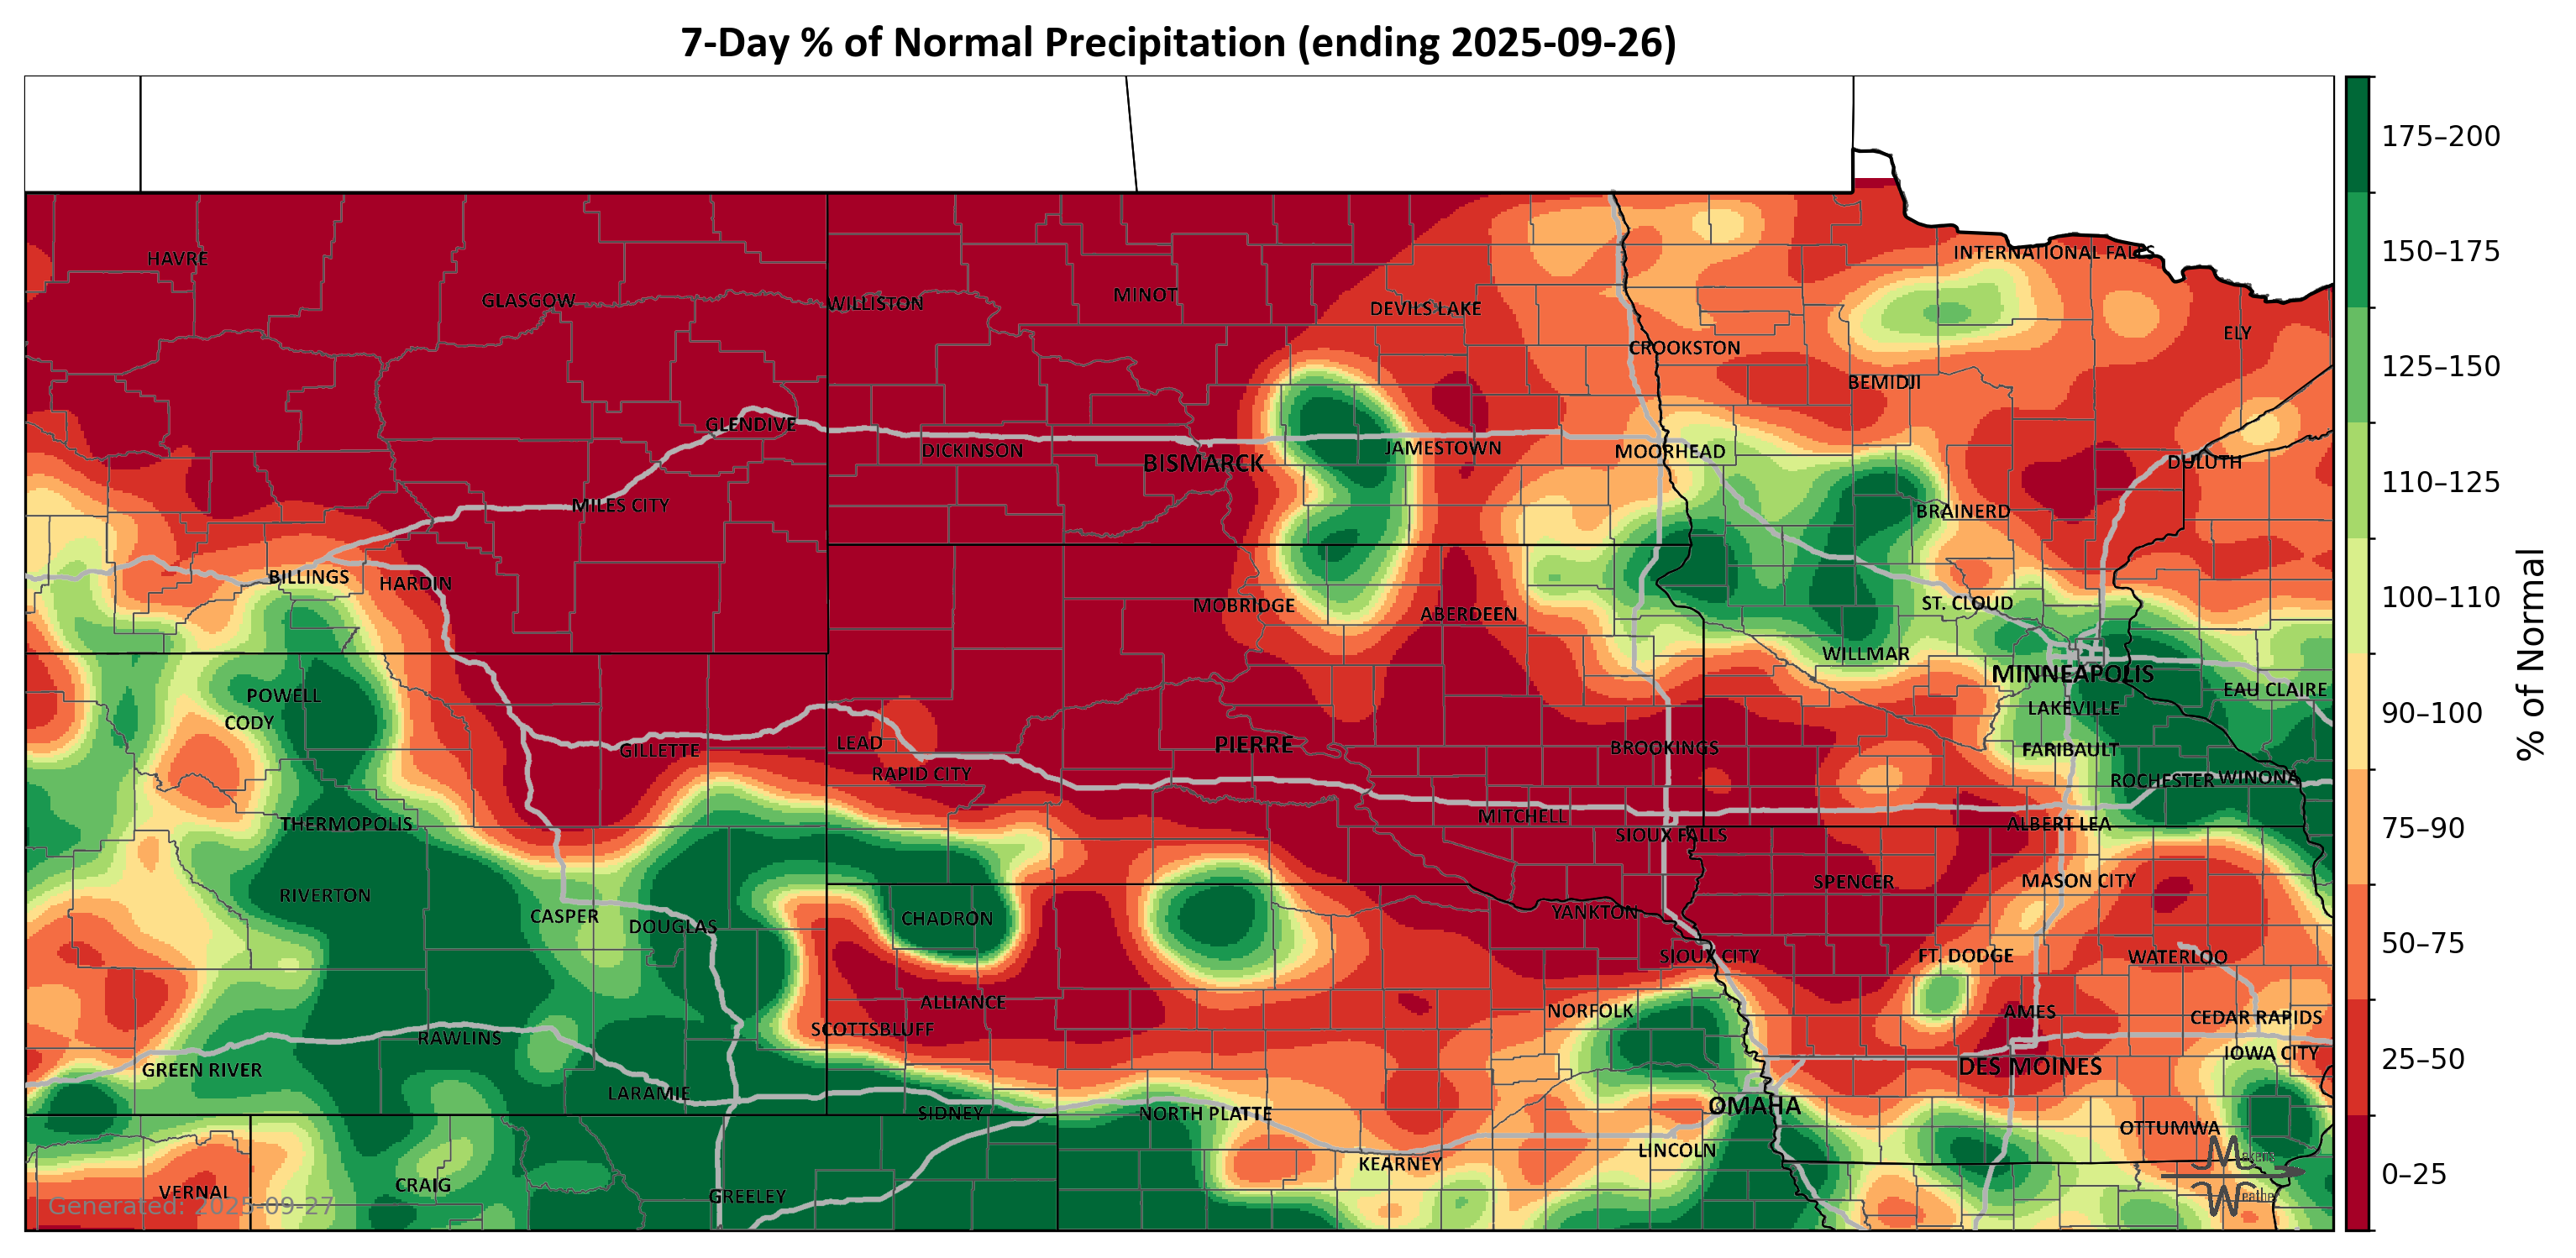 7-Day % of Normal Precipitation (ending 2025-09-26)
175–200
HAVRE
INTERNATIONAL FALLS
150–175
GLASGOW
WILLISTON
MINOT
DEVILS LAKE
ELY
CROOKSTON
125–150
BEMIDJI
GLENDIVE
DICKINSON
BISMARCK
JAMESTOWN
MOORHEAD
DULUTH
110–125
MILES CITY
BRAINERD
BILLINGS
HARDIN
MOBRIDGE
ABERDEEN
ST. CLOUD
100–110
WILLMAR
MINNEAPOLIS
EAU CLAIRE
POWELL
CODY
LAKEVILLE
90–100
% of Normal
GILLETTE
LEAD
PIERRE
BROOKINGS
FARIBAULT
RAPID CITY
ROCHESTER
WINONA
THERMOPOLIS
MITCHELL
SIOUX FALLS
ALBERT LEA
75–90
RIVERTON
CASPER
DOUGLAS
CHADRON
YANKTON
SPENCER
MASON CITY
SIOUX CITY
FT. DODGE
WATERLOO
50–75
ALLIANCE
SCOTTSBLUFF
NORFOLK
AMES
CEDAR RAPIDS
RAWLINS
GREEN RIVER
DES MOINES
IOWA CITY
25–50
LARAMIE
SIDNEY
NORTH PLATTE
OMAHA
OTTUMWA
KEARNEY
LINCOLN
VERNAL
CRAIG
GREELEY
Generated: 2025-09-27
Weather
0–25